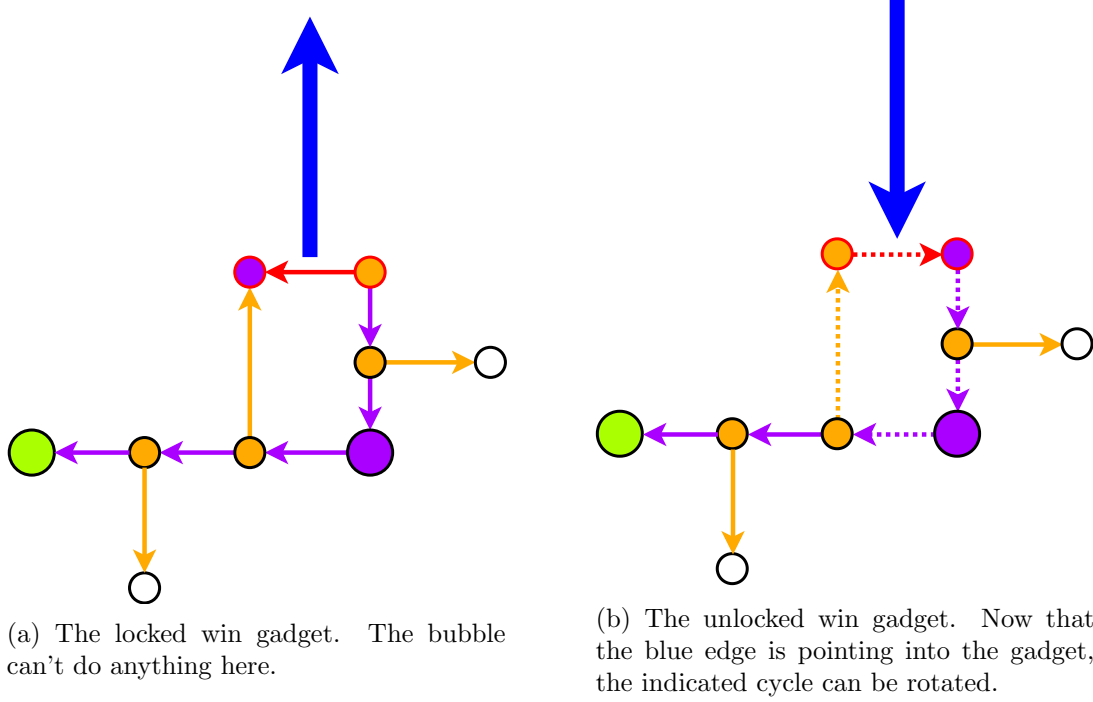 (a) The locked win gadget. The bubble
can't do anything here.
(b) The unlocked win gadget. Now that
the blue edge is pointing into the gadget,
the indicated cycle can be rotated.